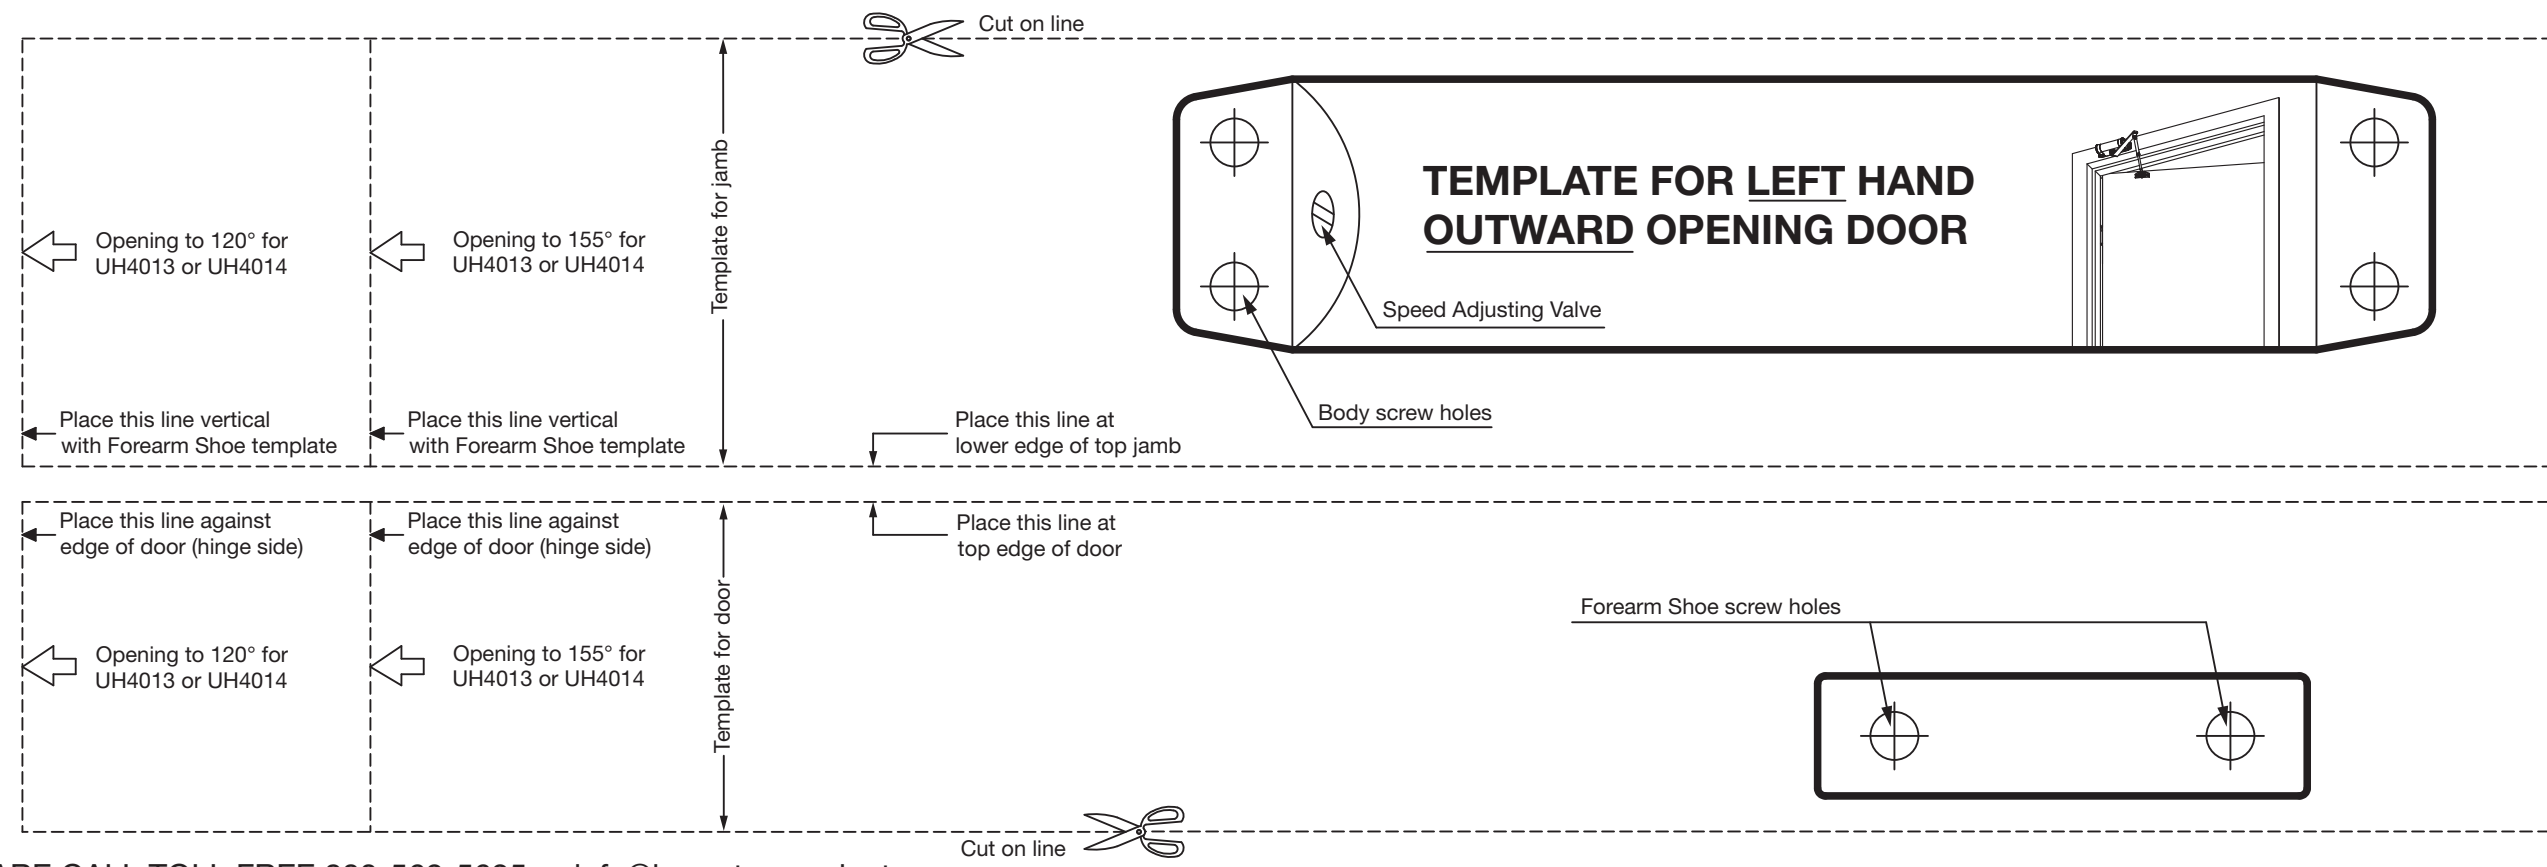 Cut on line
Template for jamb
TEMPLATE FOR LEFT HAND
OUTWARD OPENING DOOR
Opening to 120° for
UH4013 or UH4014
Opening to 155° for
UH4013 or UH4014
Speed Adjusting Valve
Body screw holes
Place this line vertical
with Forearm Shoe template
Place this line vertical
with Forearm Shoe template
Place this line at
lower edge of top jamb
Place this line against
edge of door (hinge side)
Place this line against
edge of door (hinge side)
Place this line at
top edge of door
Template for door
Forearm Shoe screw holes
Opening to 120° for
UH4013 or UH4014
Opening to 155° for
UH4013 or UH4014
Cut on line
CALL TOLL FREE